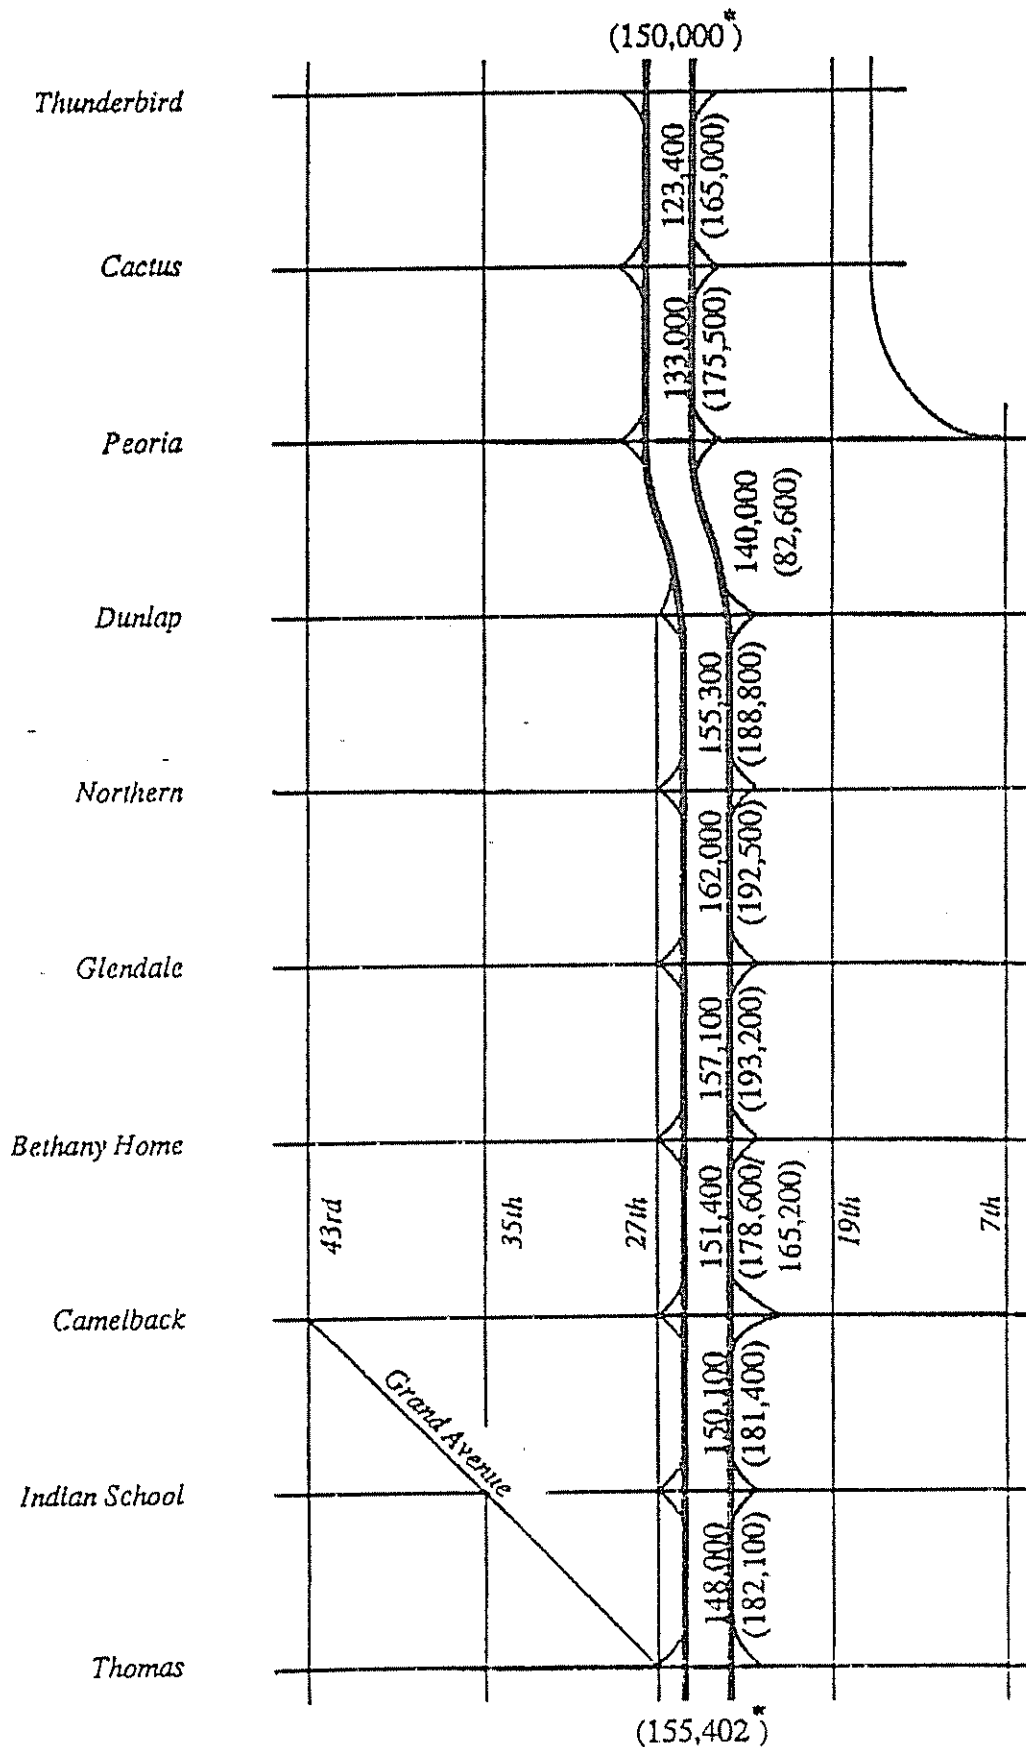 (150,000*)
Thunderbird
123,400
(165,000)
Cactus
133,000
(175,500)
Peoria
140,000
(82,600)
Dunlap
155,300
(188,800)
Northern
162,000
(192,500)
Glendale
157,100
(193,200)
Bethany Home
43rd
35th
27th
151,400
(178,600/
165,200)
19th
7th
Camelback
Grand Avenue
150,100
(181,400)
Indian School
148,000
(182,100)
Thomas
(155,402*)